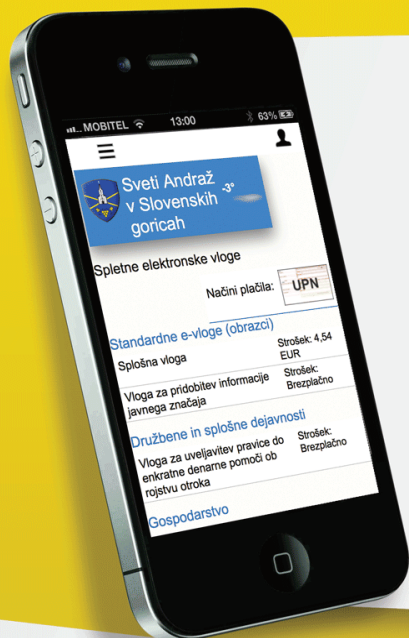 MOBITEL 13:00 63%
Sveti Andraž
v Slovenskih
goricah
-3°
Spletne elektronske vloge
Načini plačila: UPN
Standardne e-vloge (obrazci)
Splošna vloga
Strošek: 4,54
EUR
Vloga za pridobitev informacije
javnega značaja
Strošek:
Brezplačno
Družbene in splošne dejavnosti
Vloga za uveljavitev pravice do
enkratne denarne pomoči ob
rojstvu otroka
Strošek:
Brezplačno
Gospodarstvo